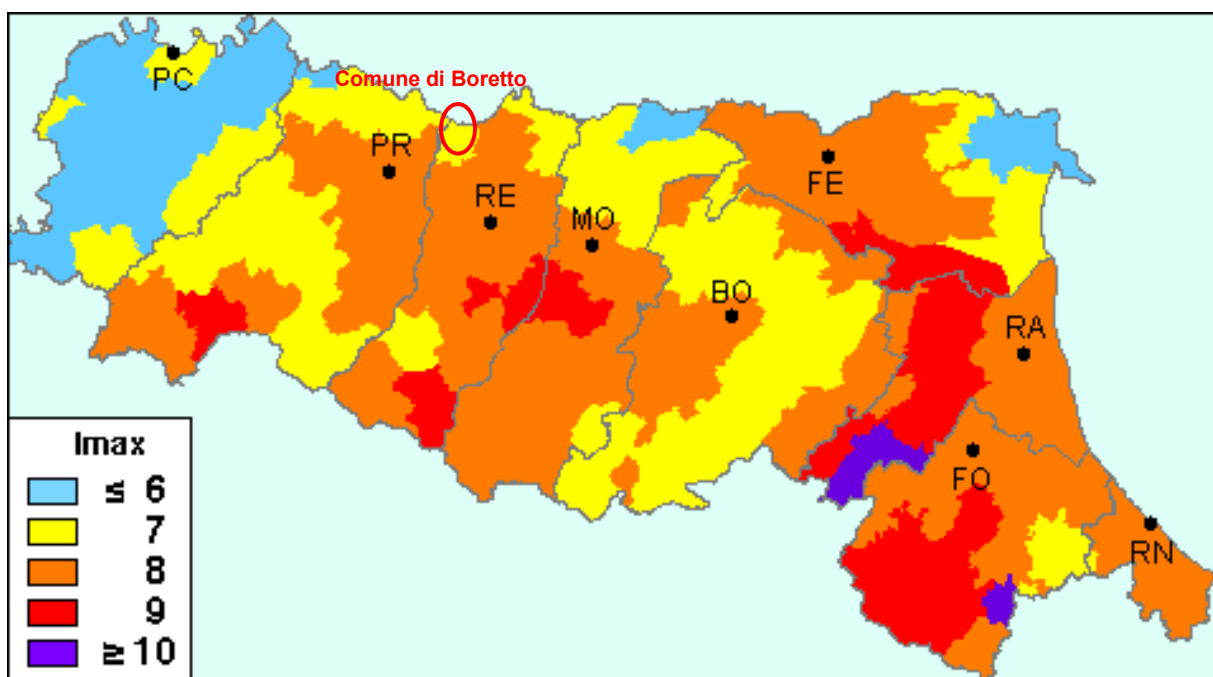 Comune di Boretto
PC
PR
RE
MO
FE
BO
RA
FO
RN
Imax
≤ 6
7
8
9
≥ 10